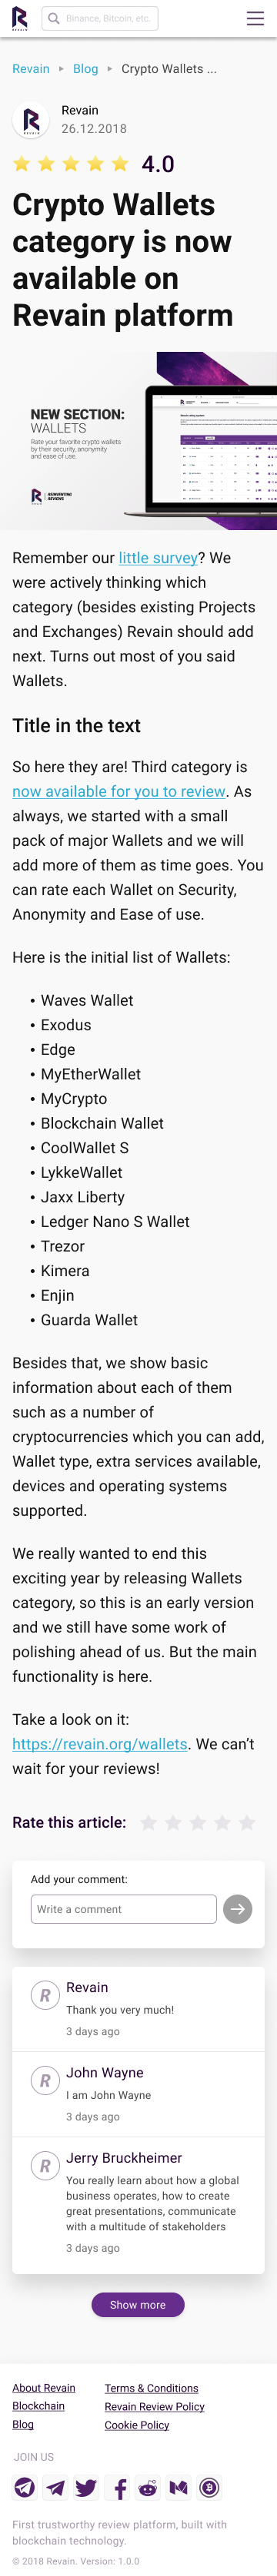 REVAIN
Binance, Bitcoin, etc.
Revain ▸ Blog ▸ Crypto Wallets ...
Revain
26.12.2018
4.0
Crypto Wallets
category is now
available on
Revain platform
NEW SECTION:
WALLETS
Rate your favorite crypto wallets
by their security, anonymity
and ease of use.
REINVENTING
REVIEWS
Remember our little survey? We
were actively thinking which
category (besides existing Projects
and Exchanges) Revain should add
next. Turns out most of you said
Wallets.
Title in the text
So here they are! Third category is
now available for you to review. As
always, we started with a small
pack of major Wallets and we will
add more of them as time goes. You
can rate each Wallet on Security,
Anonymity and Ease of use.
Here is the initial list of Wallets:
• Waves Wallet
• Exodus
• Edge
• MyEtherWallet
• MyCrypto
• Blockchain Wallet
• CoolWallet S
• LykkeWallet
• Jaxx Liberty
• Ledger Nano S Wallet
• Trezor
• Kimera
• Enjin
• Guarda Wallet
Besides that, we show basic
information about each of them
such as a number of
cryptocurrencies which you can add,
Wallet type, extra services available,
devices and operating systems
supported.
We really wanted to end this
exciting year by releasing Wallets
category, so this is an early version
and we still have some work of
polishing ahead of us. But the main
functionality is here.
Take a look on it:
https://revain.org/wallets. We can’t
wait for your reviews!
Rate this article:
Add your comment:
Write a comment
R Revain
Thank you very much!
3 days ago
R John Wayne
I am John Wayne
3 days ago
R Jerry Bruckheimer
You really learn about how a global
business operates, how to create
great presentations, communicate
with a multitude of stakeholders
3 days ago
Show more
About Revain
Blockchain
Blog
Terms & Conditions
Revain Review Policy
Cookie Policy
JOIN US
First trustworthy review platform, built with
blockchain technology.
© 2018 Revain. Version: 1.0.0